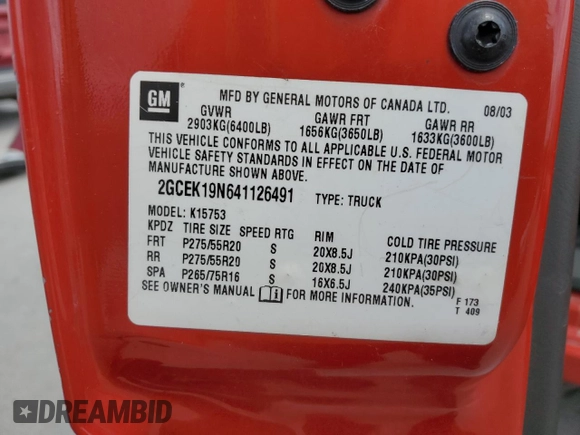 GM
MFD BY GENERAL MOTORS OF CANADA LTD. 08/03
GVWR GAWR FRT GAWR RR
2903KG(6400LB) 1656KG(3650LB) 1633KG(3600LB)
THIS VEHICLE CONFORMS TO ALL APPLICABLE U.S. FEDERAL MOTOR
VEHICLE SAFETY STANDARDS IN EFFECT ON THE DATE OF
MANUFACTURE SHOWN ABOVE.
2GCEK19N641126491 TYPE: TRUCK
MODEL: K15753
KPDZ TIRE SIZE SPEED RTG RIM COLD TIRE PRESSURE
FRT P275/55R20 S 20X8.5J 210KPA(30PSI)
RR P275/55R20 S 20X8.5J 210KPA(30PSI)
SPA P265/75R16 S 16X6.5J 240KPA(35PSI)
SEE OWNER'S MANUAL FOR MORE INFORMATION.
F 173
T 409
DREAMBID